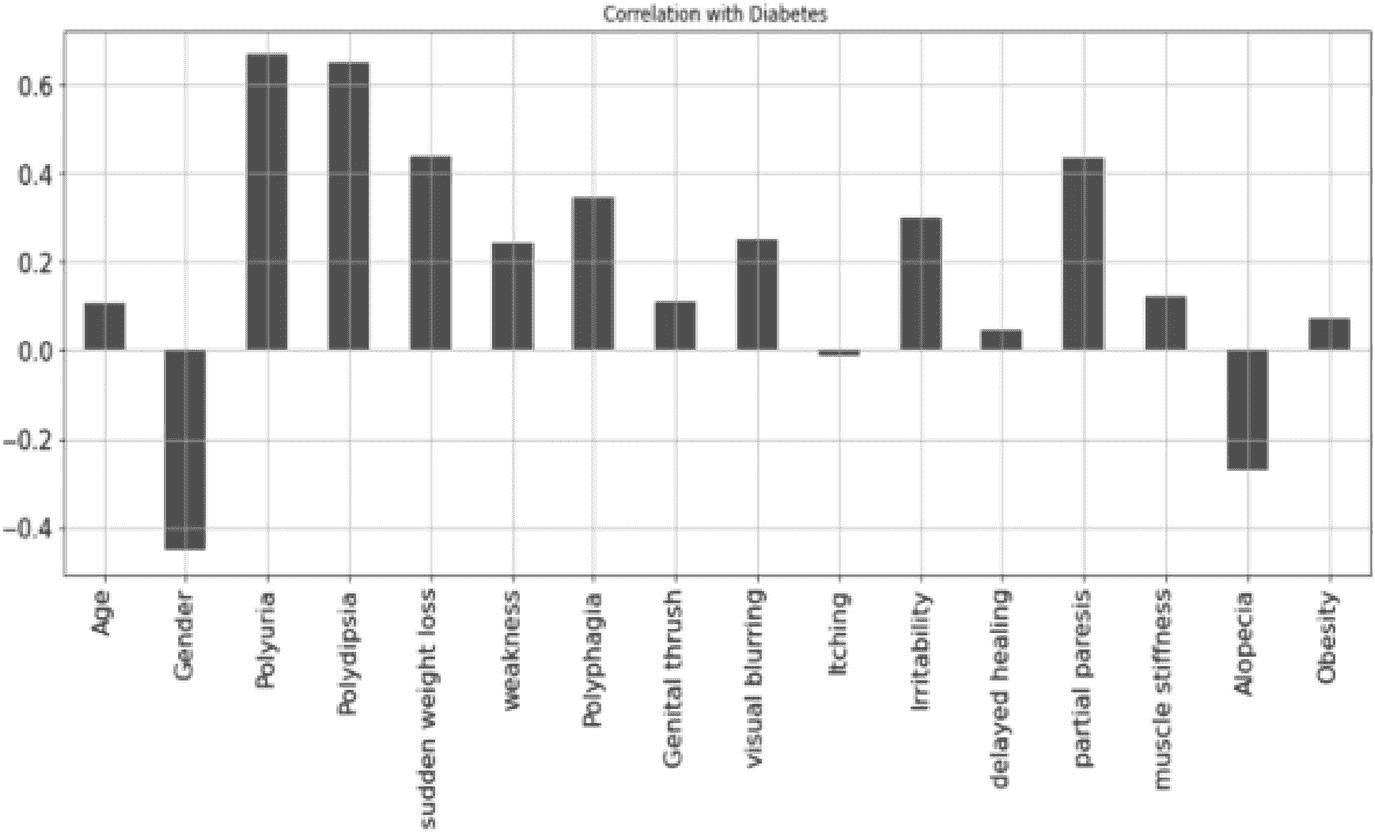 Correlation with Diabetes
0.6
0.4
0.2
0.0
−0.2
−0.4
Age
Gender
Polyuria
Polydipsia
sudden weight loss
weakness
Polyphagia
Genital thrush
visual blurring
Itching
Irritability
delayed healing
partial paresis
muscle stiffness
Alopecia
Obesity